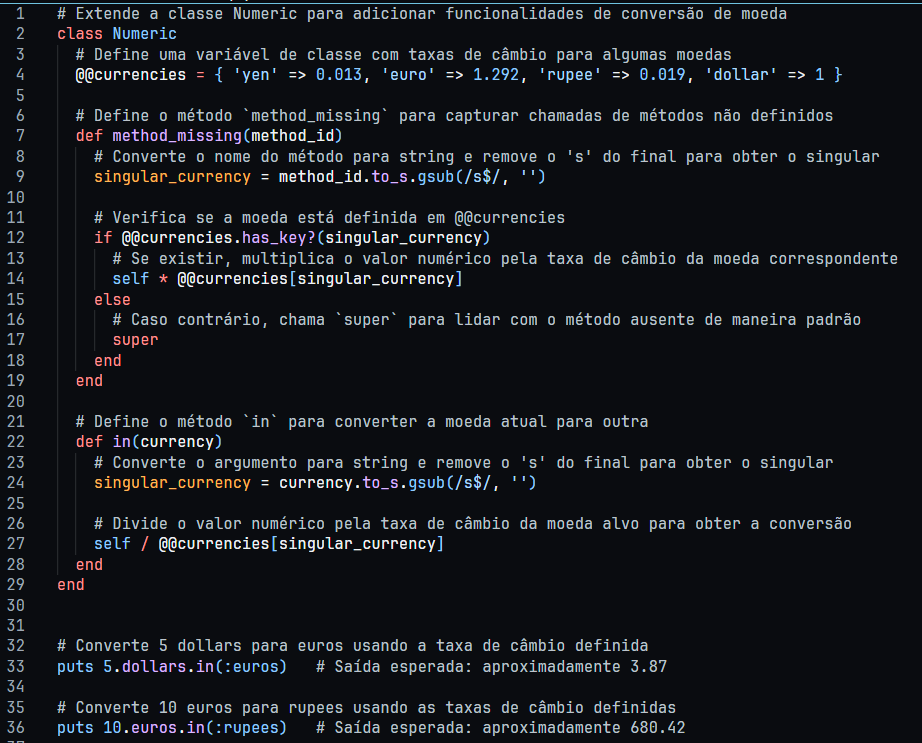 1 # Extende a classe Numeric para adicionar funcionalidades de conversão de moeda
2 class Numeric
3   # Define uma variável de classe com taxas de câmbio para algumas moedas
4   @@currencies = { 'yen' => 0.013, 'euro' => 1.292, 'rupee' => 0.019, 'dollar' => 1 }
5
6   # Define o método `method_missing` para capturar chamadas de métodos não definidos
7   def method_missing(method_id)
8     # Converte o nome do método para string e remove o 's' do final para obter o singular
9     singular_currency = method_id.to_s.gsub(/s$/, '')
10
11     # Verifica se a moeda está definida em @@currencies
12     if @@currencies.has_key?(singular_currency)
13       # Se existir, multiplica o valor numérico pela taxa de câmbio da moeda correspondente
14       self * @@currencies[singular_currency]
15     else
16       # Caso contrário, chama `super` para lidar com o método ausente de maneira padrão
17       super
18     end
19   end
20
21   # Define o método `in` para converter a moeda atual para outra
22   def in(currency)
23     # Converte o argumento para string e remove o 's' do final para obter o singular
24     singular_currency = currency.to_s.gsub(/s$/, '')
25
26     # Divide o valor numérico pela taxa de câmbio da moeda alvo para obter a conversão
27     self / @@currencies[singular_currency]
28   end
29 end
30
31
32 # Converte 5 dollars para euros usando a taxa de câmbio definida
33 puts 5.dollars.in(:euros)   # Saída esperada: aproximadamente 3.87
34
35 # Converte 10 euros para rupees usando as taxas de câmbio definidas
36 puts 10.euros.in(:rupees)   # Saída esperada: aproximadamente 680.42